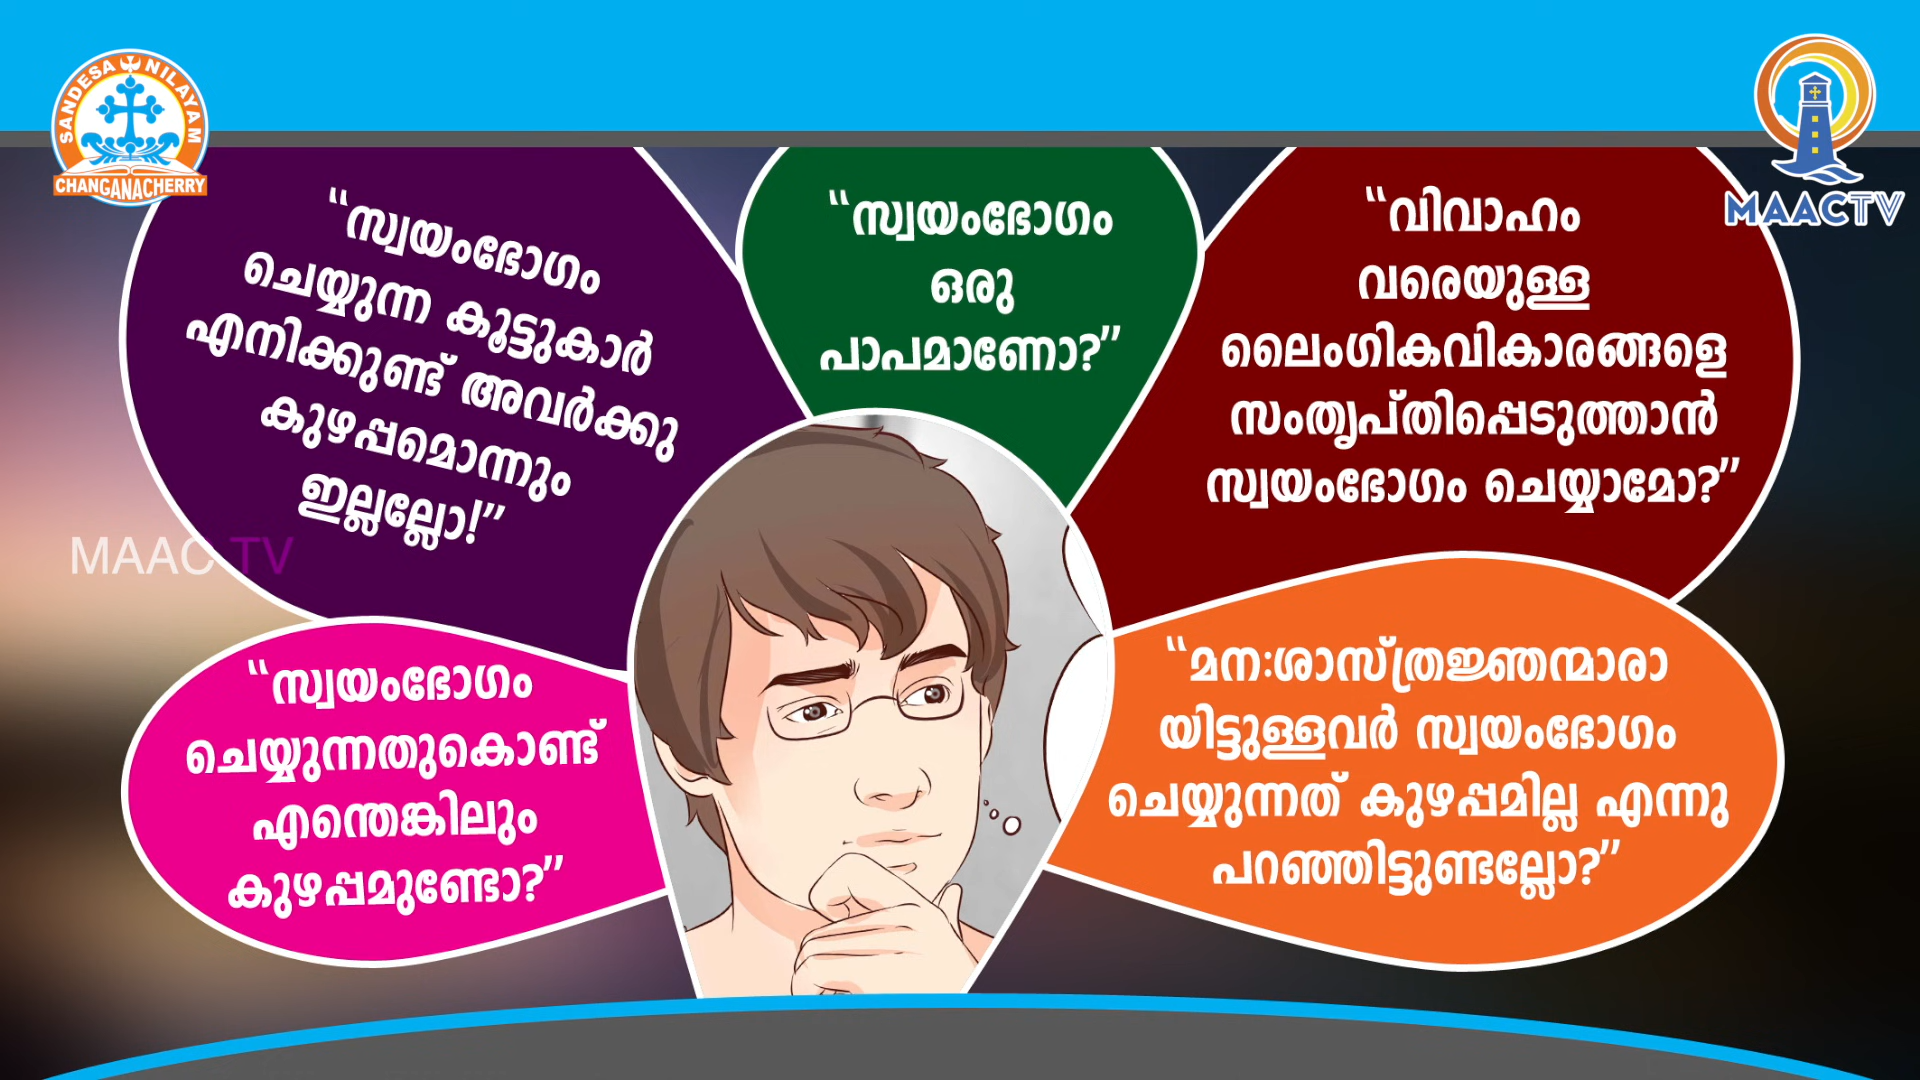 SANDESA NILAYAM
CHANGANACHERRY
MAACTV
“സ്വയംഭോഗം
ചെയ്യുന്ന കൂട്ടുകാർ
എനിക്കുണ്ട് അവർക്കു
കുഴപ്പമൊന്നും
ഇല്ലല്ലോ!”
“സ്വയംഭോഗം
ഒരു
പാപമാണോ?”
“വിവാഹം
വരെയുള്ള
ലൈംഗികവികാരങ്ങളെ
സംതൃപ്തിപ്പെടുത്താൻ
സ്വയംഭോഗം ചെയ്യാമോ?”
MAAC TV
“സ്വയംഭോഗം
ചെയ്യുന്നതുകൊണ്ട്
എന്തെങ്കിലും
കുഴപ്പമുണ്ടോ?”
“മന:ശാസ്ത്രജ്ഞന്മാരാ
യിട്ടുള്ളവർ സ്വയംഭോഗം
ചെയ്യുന്നത് കുഴപ്പമില്ല എന്നു
പറഞ്ഞിട്ടുണ്ടല്ലോ?”